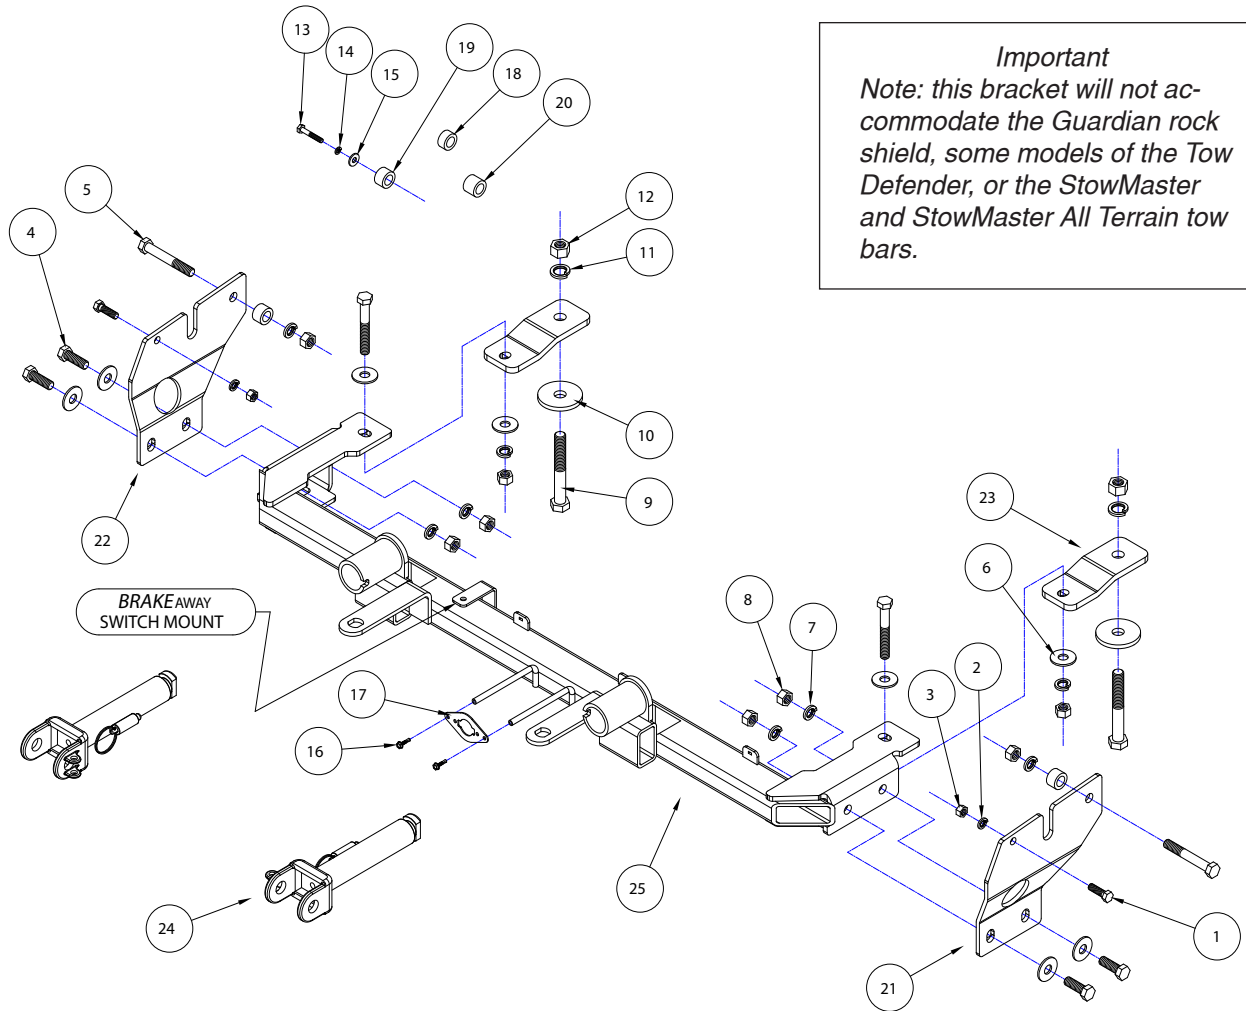 13
14
15
19
18
20
Important
Note: this bracket will not ac-
commodate the Guardian rock
shield, some models of the Tow
Defender, or the StowMaster
and StowMaster All Terrain tow
bars.
5
4
12
11
10
9
22
23
6
BRAKEAWAY
SWITCH MOUNT
8
7
3
2
17
16
25
24
1
21